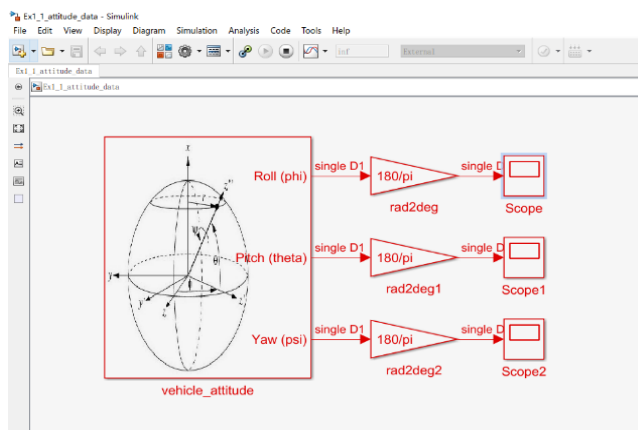 Ex1_1_attitude_data - Simulink
File Edit View Display Diagram Simulation Analysis Code Tools Help
inf External
Ex1_1_attitude_data
Ex1_1_attitude_data
Roll (phi) single D1 180/pi single D
rad2deg Scope
Pitch (theta) single D1 180/pi single D
rad2deg1 Scope1
Yaw (psi) single D1 180/pi single D
rad2deg2 Scope2
vehicle_attitude